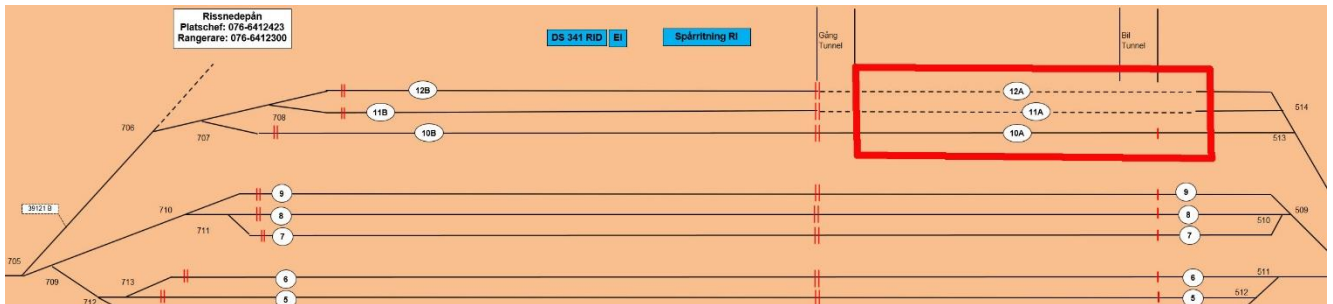 Rissnedepån
Platschef: 076-6412423
Rangerare: 076-6412300
DS 341 RID
EI
Spårritning RI
Gång
Tunnel
Bil
Tunnel
12B
12A
11B
11A
10B
10A
706
707
708
514
513
39121 B
9
9
8
8
7
7
710
711
509
510
705
709
713
712
6
6
5
5
511
512